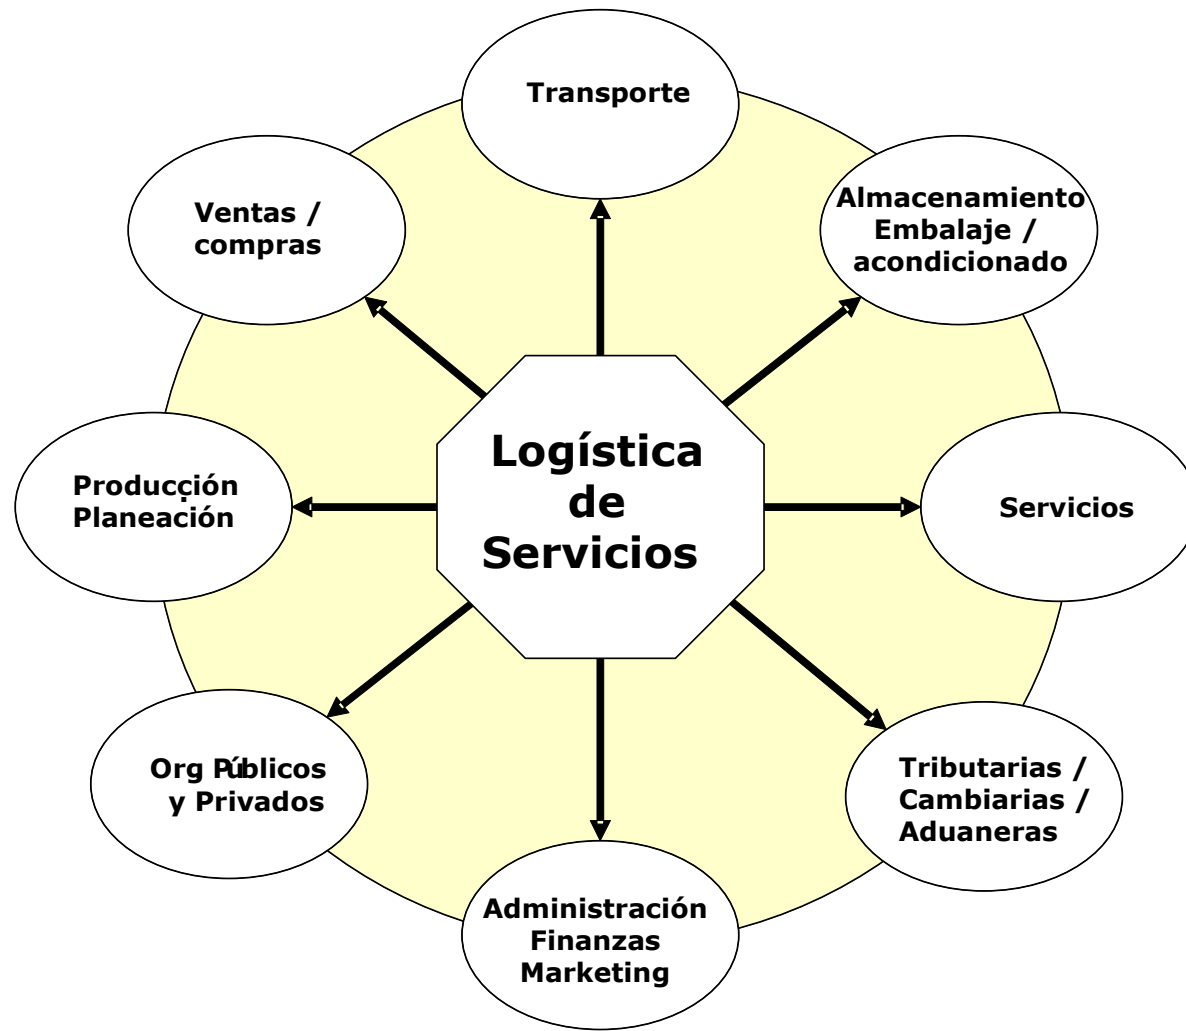 Transporte
Almacenamiento
Embalaje /
acondicionado
Ventas /
compras
Logística
de
Servicios
Producción
Planeación
Servicios
Org Públicos
y Privados
Tributarias /
Cambiarias /
Aduaneras
Administración
Finanzas
Marketing